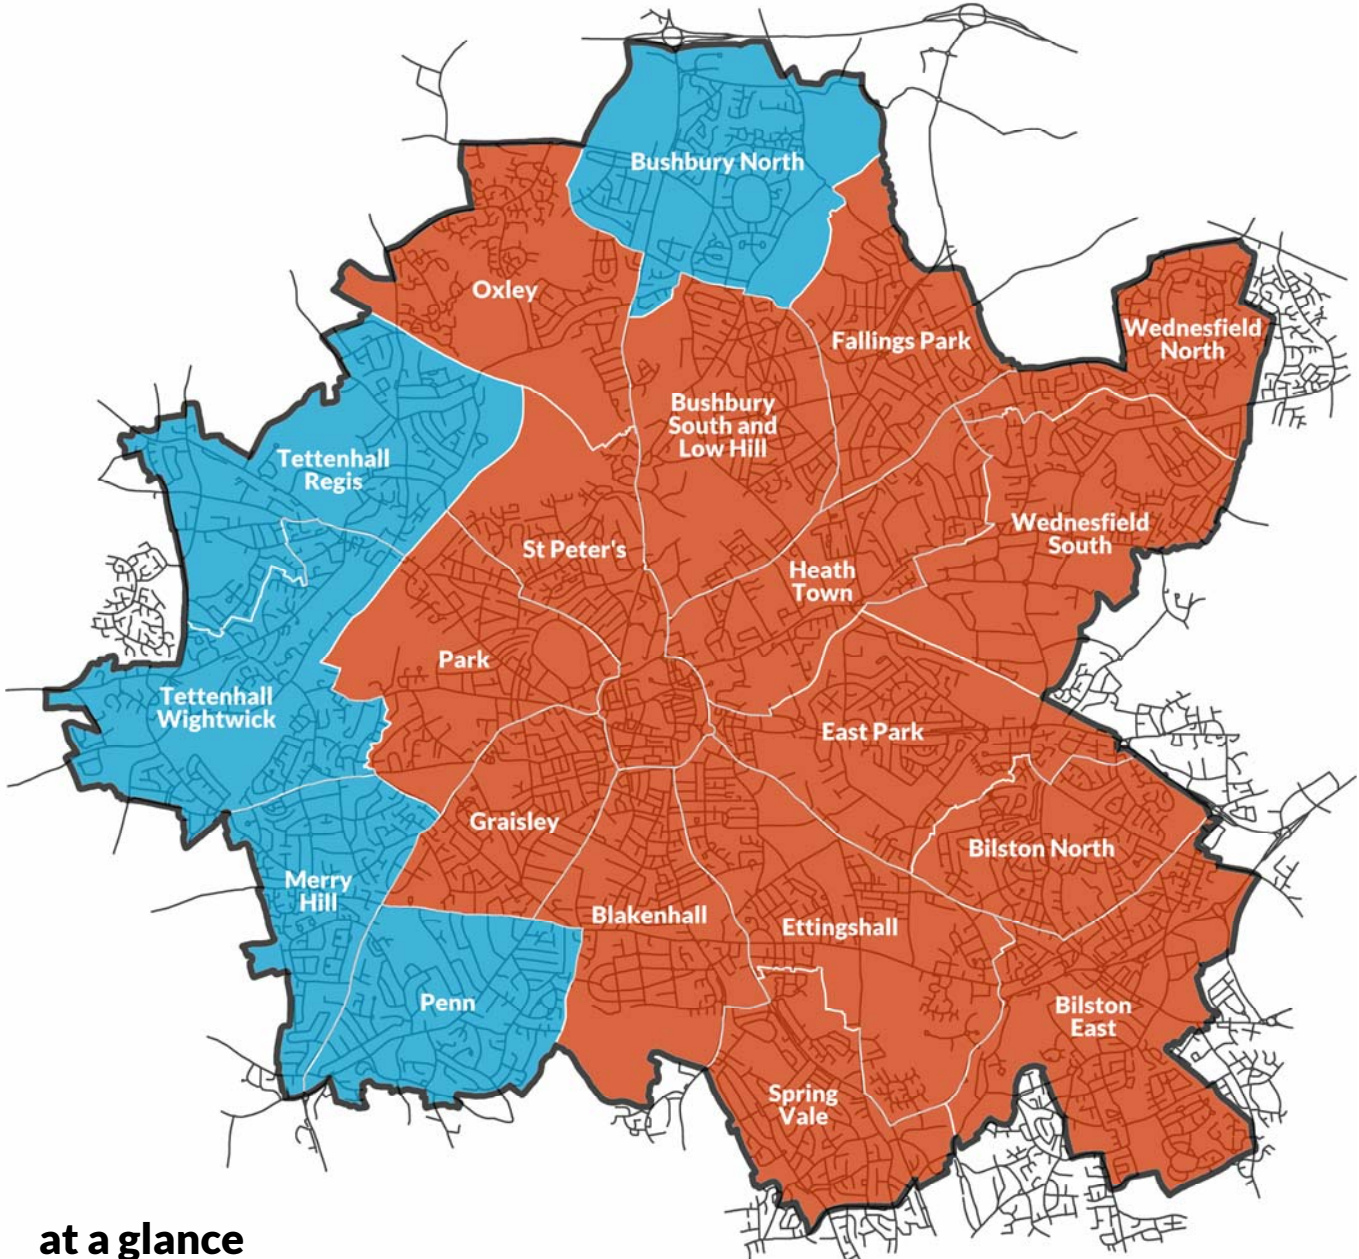 Bushbury North
Oxley
Fallings Park
Wednesfield
North
Bushbury
South and
Low Hill
Tettenhall
Regis
Wednesfield
South
St Peter's
Heath
Town
Park
Tettenhall
Wightwick
East Park
Graisley
Bilston North
Merry
Hill
Blakenhall
Ettingshall
Penn
Bilston
East
Spring
Vale
at a glance